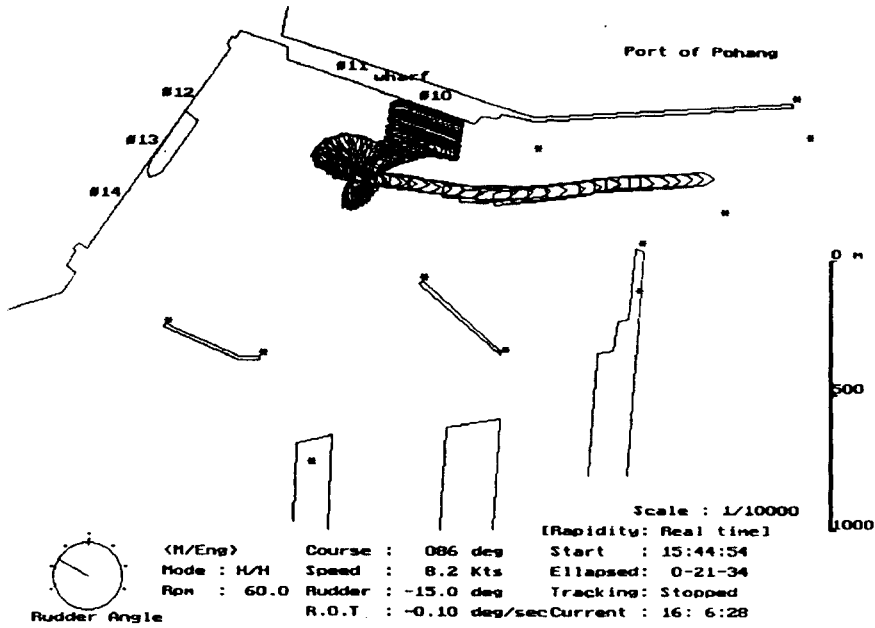 Port of Pohang
#11
wharf
#10
#12
#13
#14
0 M
500
1000
Scale : 1/10000
[Rapidity: Real time]
<M/Eng> Course : 086 deg Start : 15:44:54
Mode : H/H Speed : 8.2 Kts Ellapsed: 0-21-34
Rpm : 60.0 Rudder : -15.0 deg Tracking: Stopped
Rudder Angle R.O.T : -0.10 deg/sec Current : 16: 6:28